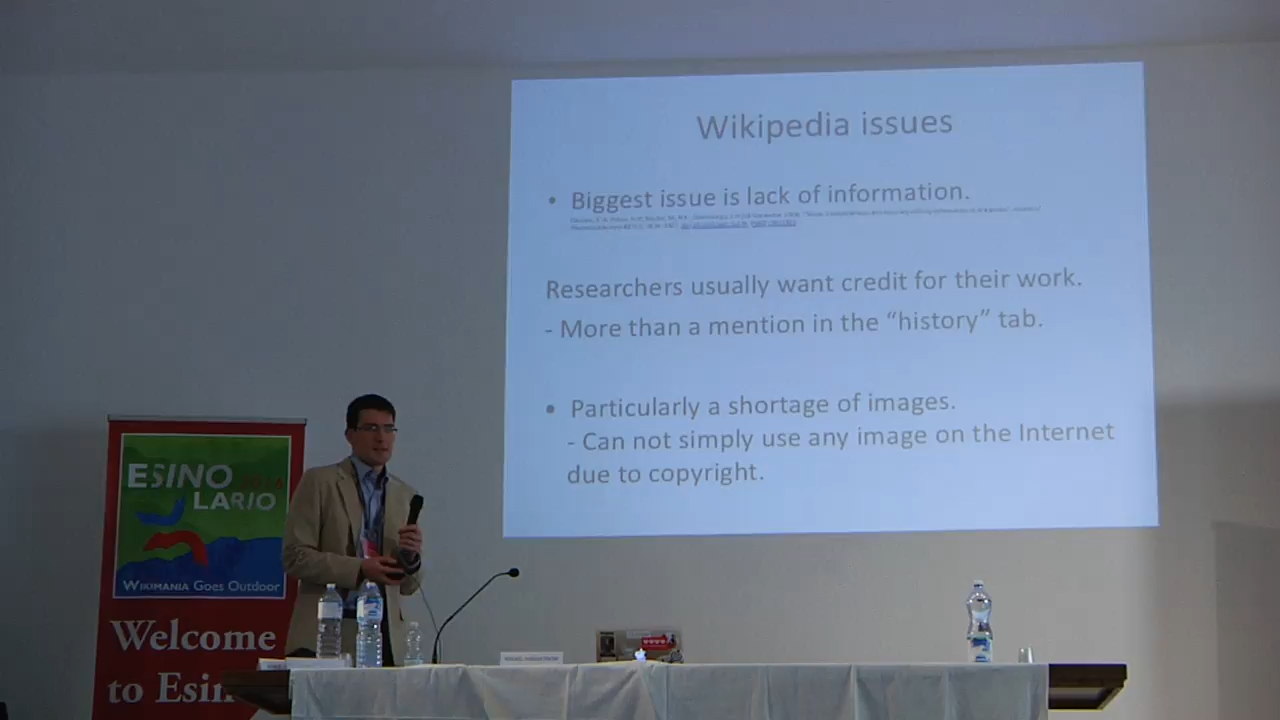 Wikipedia issues
• Biggest issue is lack of information.
Researchers usually want credit for their work.
- More than a mention in the “history” tab.
• Particularly a shortage of images.
- Can not simply use any image on the Internet
due to copyright.
ESINO
LARIO
WIKIMANIA GOES OUTDOOR
Welcome
to Esin